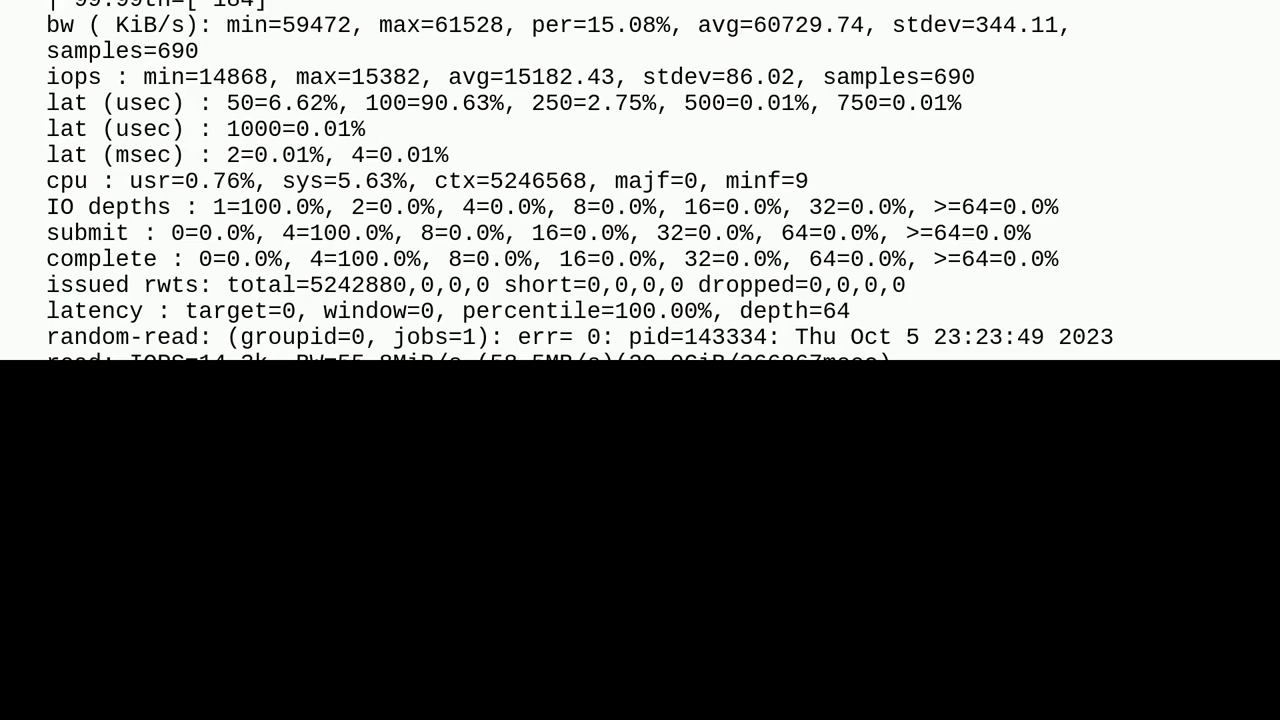 | 99.99th=[ 184]
bw ( KiB/s): min=59472, max=61528, per=15.08%, avg=60729.74, stdev=344.11,
samples=690
iops : min=14868, max=15382, avg=15182.43, stdev=86.02, samples=690
lat (usec) : 50=6.62%, 100=90.63%, 250=2.75%, 500=0.01%, 750=0.01%
lat (usec) : 1000=0.01%
lat (msec) : 2=0.01%, 4=0.01%
cpu : usr=0.76%, sys=5.63%, ctx=5246568, majf=0, minf=9
IO depths : 1=100.0%, 2=0.0%, 4=0.0%, 8=0.0%, 16=0.0%, 32=0.0%, >=64=0.0%
submit : 0=0.0%, 4=100.0%, 8=0.0%, 16=0.0%, 32=0.0%, 64=0.0%, >=64=0.0%
complete : 0=0.0%, 4=100.0%, 8=0.0%, 16=0.0%, 32=0.0%, 64=0.0%, >=64=0.0%
issued rwts: total=5242880,0,0,0 short=0,0,0,0 dropped=0,0,0,0
latency : target=0, window=0, percentile=100.00%, depth=64
random-read: (groupid=0, jobs=1): err= 0: pid=143334: Thu Oct 5 23:23:49 2023